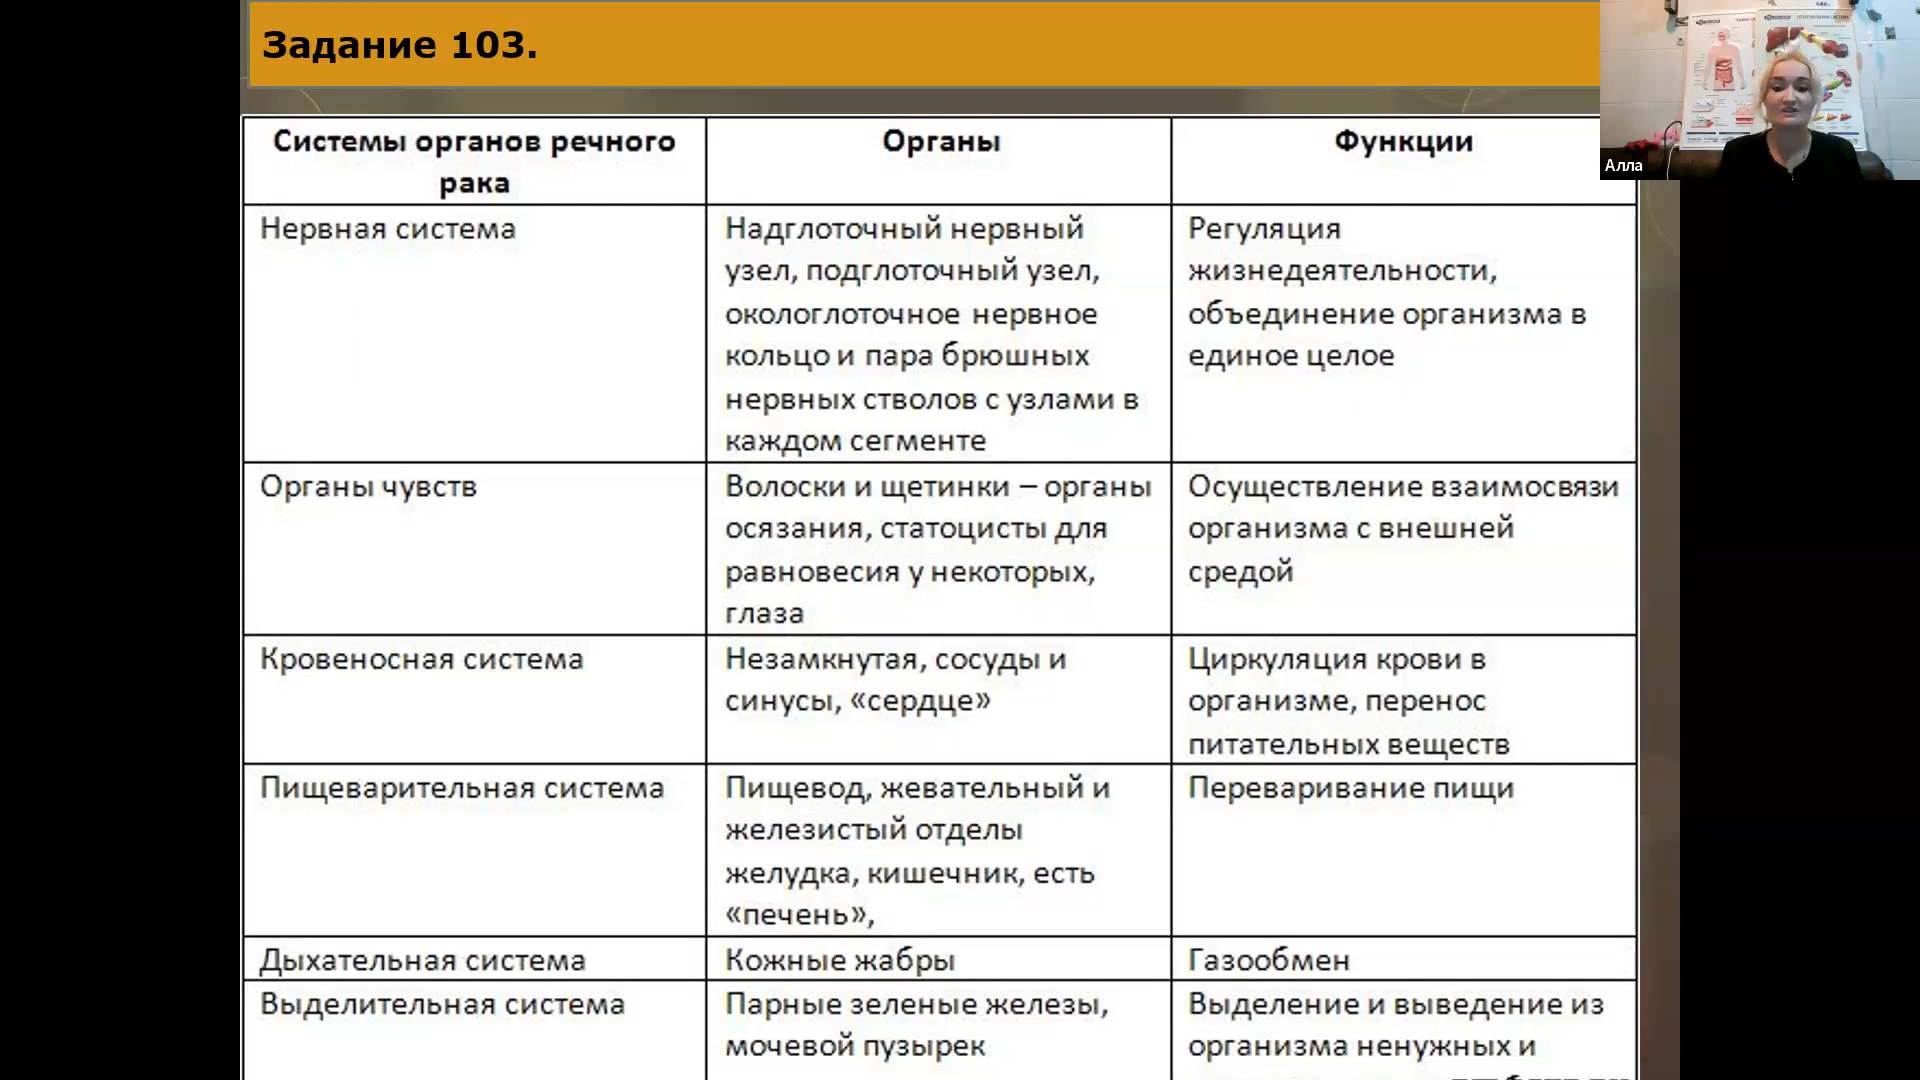 Задание 103.
Алла
Системы органов речного
рака
Органы
Функции
Нервная система
Надглоточный нервный
узел, подглоточный узел,
окологлоточное нервное
кольцо и пара брюшных
нервных стволов с узлами в
каждом сегменте
Регуляция
жизнедеятельности,
объединение организма в
единое целое
Органы чувств
Волоски и щетинки – органы
осязания, статоцисты для
равновесия у некоторых,
глаза
Осуществление взаимосвязи
организма с внешней
средой
Кровеносная система
Незамкнутая, сосуды и
синусы, «сердце»
Циркуляция крови в
организме, перенос
питательных веществ
Пищеварительная система
Пищевод, жевательный и
железистый отделы
желудка, кишечник, есть
«печень»,
Переваривание пищи
Дыхательная система
Кожные жабры
Газообмен
Выделительная система
Парные зеленые железы,
мочевой пузырек
Выделение и выведение из
организма ненужных и